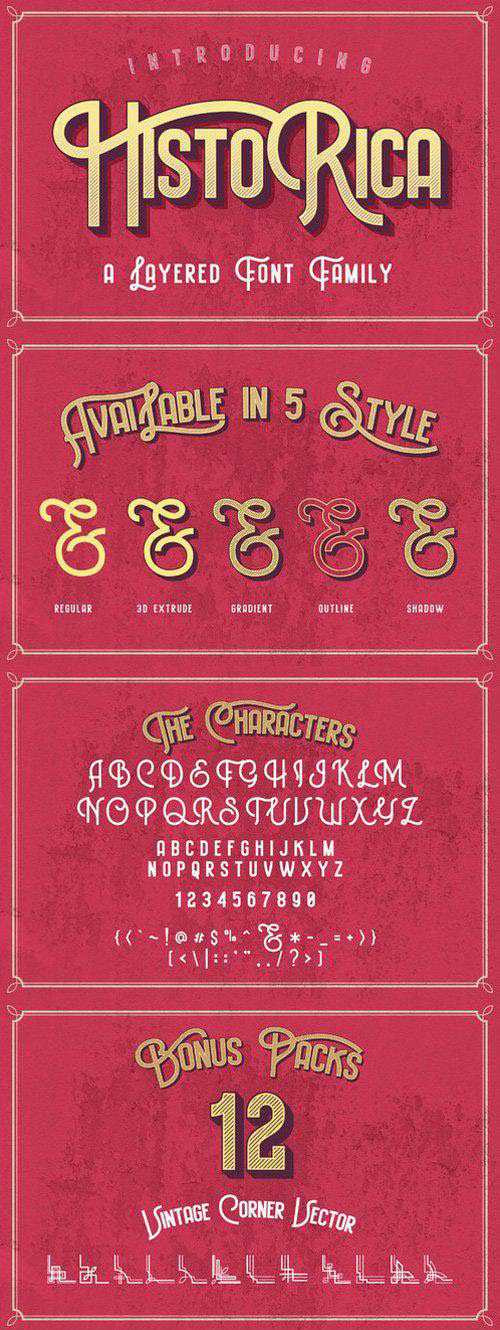 INTRODUCING
HISTORICA
A LAYERED FONT FAMILY
AVAILABLE IN 5 STYLE
& & & & &
REGULAR 3D EXTRUDE GRADIENT OUTLINE SHADOW
THE CHARACTERS
ABCDEFGHIJKLM
NOPQRSTUVWXYZ
ABCDEFGHIJKLM
NOPQRSTUVWXYZ
1234567890
{(`~!@#$%^&*-_=+)}
[<\|:;'".,/?>]
BONUS PACKS
12
VINTAGE CORNER VECTOR